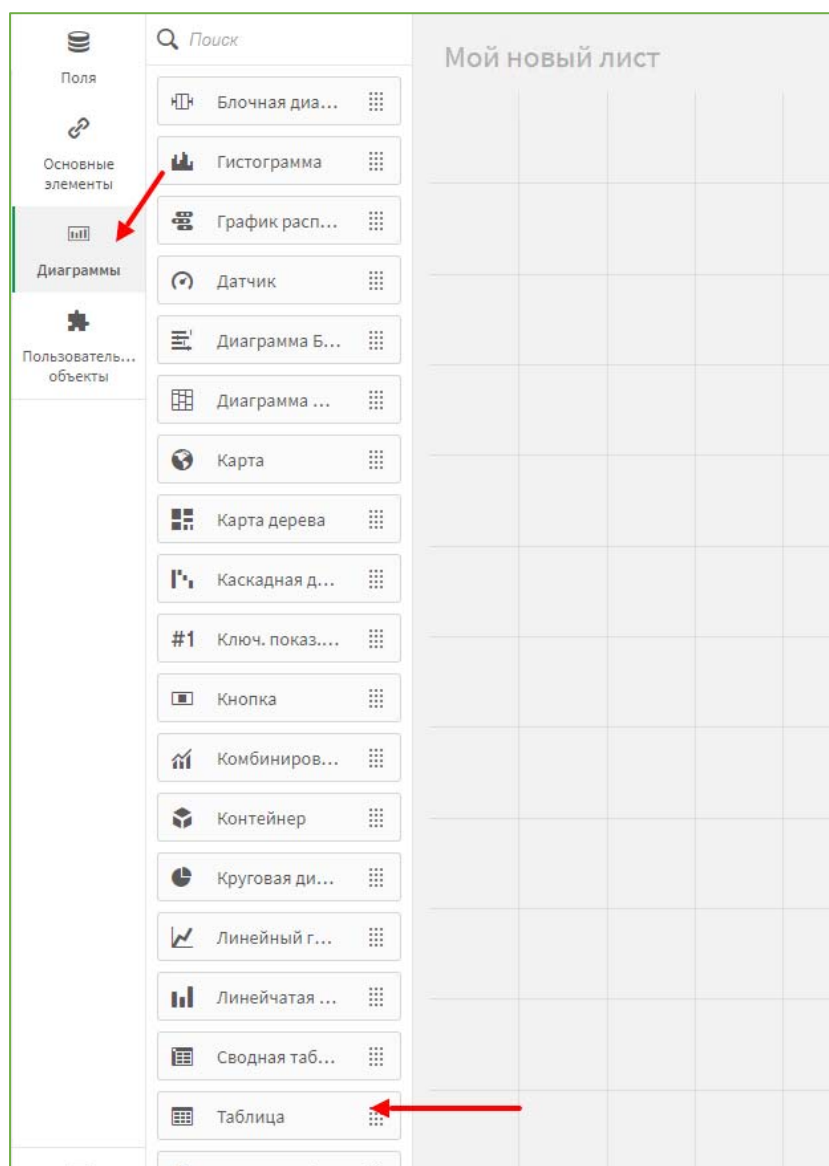 Поля
Основные
элементы
Диаграммы
Пользователь...
объекты
Поиск
Блочная диа...
Гистограмма
График расп...
Датчик
Диаграмма Б...
Диаграмма ...
Карта
Карта дерева
Каскадная д...
#1 Ключ. показ....
Кнопка
Комбиниров...
Контейнер
Круговая ди...
Линейный г...
Линейчатая ...
Сводная таб...
Таблица
Мой новый лист